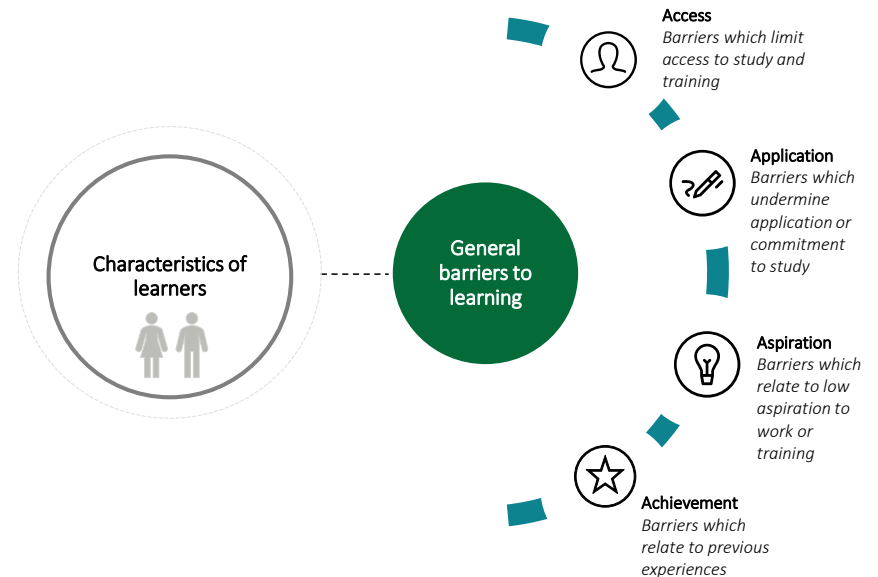 Characteristics of
learners
General
barriers to
learning
Access
Barriers which limit
access to study and
training
Application
Barriers which
undermine
application or
commitment
to study
Aspiration
Barriers which
relate to low
aspiration to
work or
training
Achievement
Barriers which
relate to previous
experiences